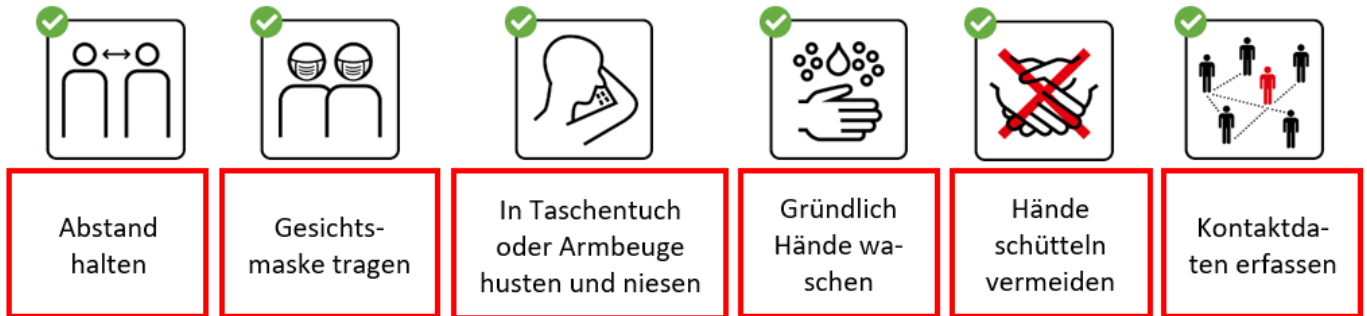 Abstand
halten
Gesichts-
maske tragen
In Taschentuch
oder Armbeuge
husten und niesen
Gründlich
Hände wa-
schen
Hände
schütteln
vermeiden
Kontaktda-
ten erfassen